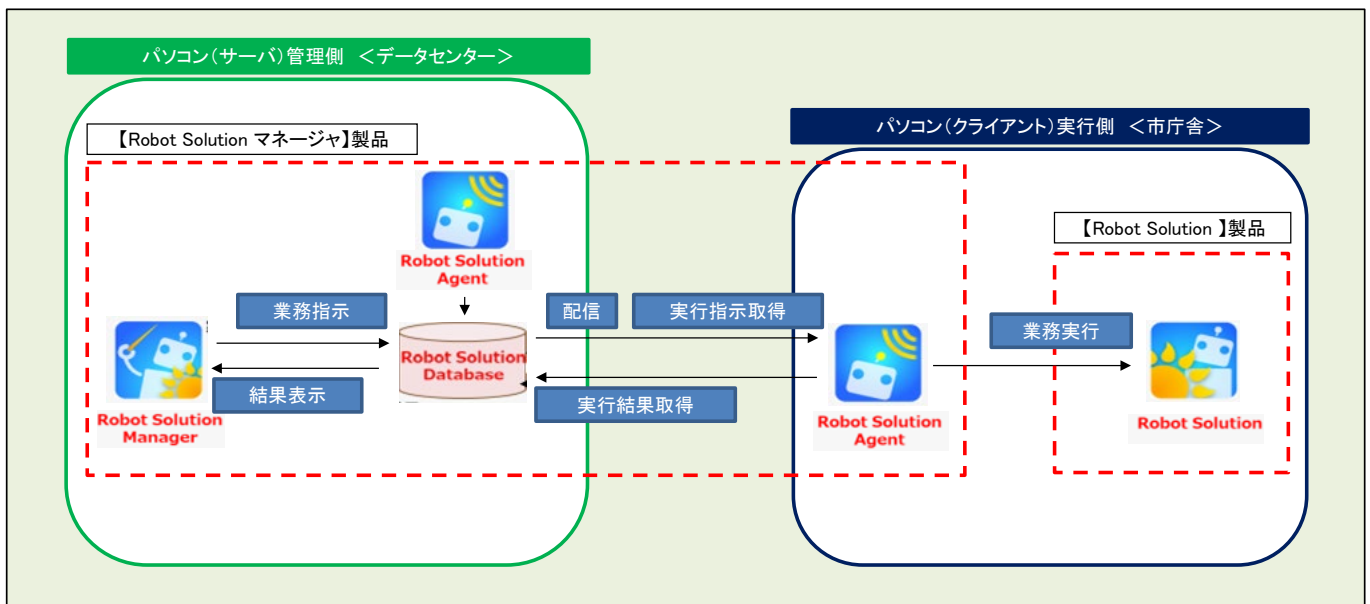 パソコン（サーバ）管理側 ＜データセンター＞
【Robot Solution マネージャ】製品
パソコン（クライアント）実行側 ＜市庁舎＞
【Robot Solution 】製品
Robot Solution
Agent
業務指示
配信
実行指示取得
業務実行
Robot Solution
Database
結果表示
実行結果取得
Robot Solution
Manager
Robot Solution
Agent
Robot Solution